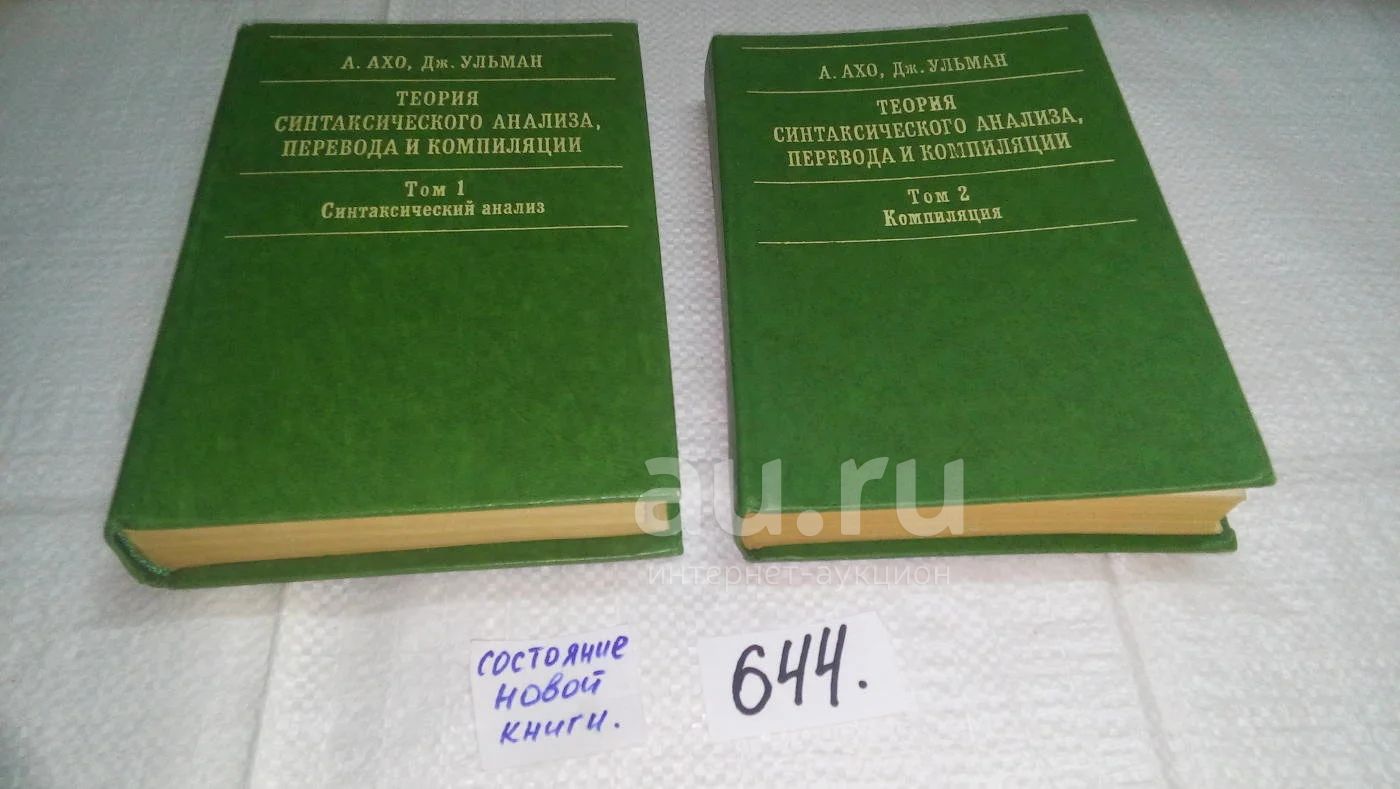 А. АХО, Дж. УЛЬМАН
ТЕОРИЯ
СИНТАКСИЧЕСКОГО АНАЛИЗА,
ПЕРЕВОДА И КОМПИЛЯЦИИ
Том 1
Синтаксический анализ
А. АХО, Дж. УЛЬМАН
ТЕОРИЯ
СИНТАКСИЧЕСКОГО АНАЛИЗА,
ПЕРЕВОДА И КОМПИЛЯЦИИ
Том 2
Компиляция
au.ru
интернет-аукцион
СОСТОЯНИЕ
НОВОЙ
КНИГИ.
644.